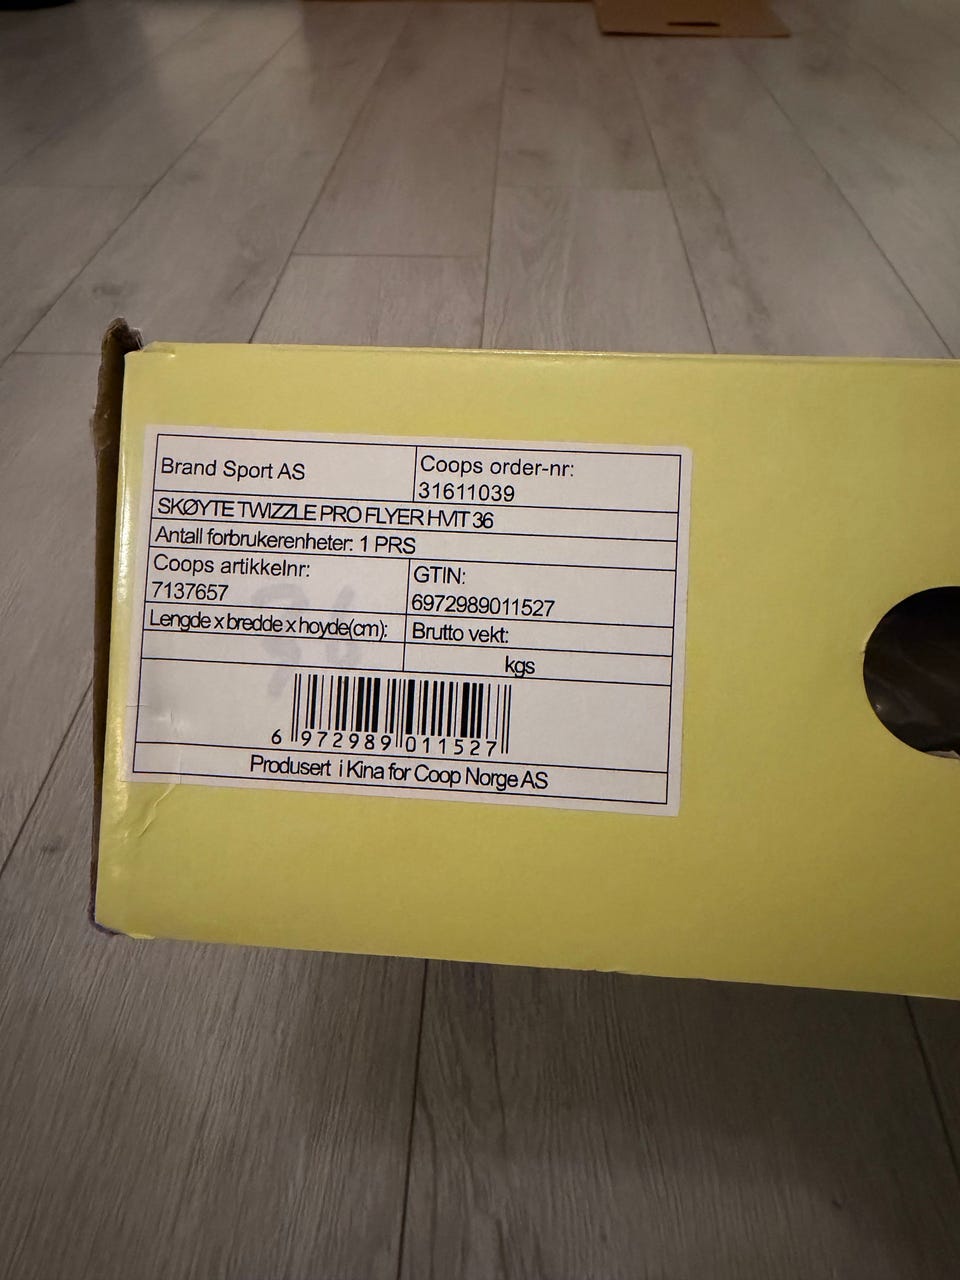 Brand Sport AS
Coops order-nr:
31611039
SKØYTE TWIZZLE PRO FLYER HVIT 36
Antall forbrukerenheter: 1 PRS
Coops artikkelnr:
7137657
GTIN:
6972989011527
Lengde x bredde x hoyde(cm):
Brutto vekt:
kgs
36
6 972989 011527
Produsert i Kina for Coop Norge AS